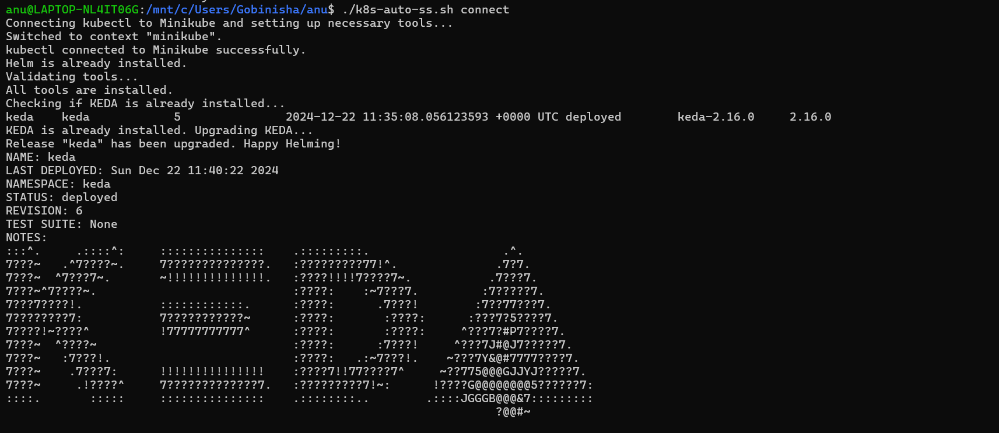 anu@LAPTOP-NL4IT06G:/mnt/c/Users/Gobinisha/anu$ ./k8s-auto-ss.sh connect
Connecting kubectl to Minikube and setting up necessary tools...
Switched to context "minikube".
kubectl connected to Minikube successfully.
Helm is already installed.
Validating tools...
All tools are installed.
Checking if KEDA is already installed...
keda    keda            5               2024-12-22 11:35:08.056123593 +0000 UTC deployed        keda-2.16.0     2.16.0
KEDA is already installed. Upgrading KEDA...
Release "keda" has been upgraded. Happy Helming!
NAME: keda
LAST DEPLOYED: Sun Dec 22 11:40:22 2024
NAMESPACE: keda
STATUS: deployed
REVISION: 6
TEST SUITE: None
NOTES:
:::^.     .::::^:     :::::::::::::::    .:::::::::.                   .^.
7???~   .^7????~.     7??????????????.   :?????????77!^.              .7?7.
7???~  ^7???7~.       ~!!!!!!!!!!!!!!.   :????!!!!7????7~.           .7???7.
7???~^7????~.                            :????:    :~7???7.         :7?????7.
7???7????!.           ::::::::::::.      :????:      .7???!        :7??77???7.
7????????7:           7???????????~      :????:       :????:      :???7?5????7.
7????!~????^          !77777777777^      :????:       :????:     ^???7?#P7????7.
7???~  ^????~                            :????:      :7???!     ^???7J#@J7?????7.
7???~   :7???!.                          :????:   .:~7???!.    ~???7Y&@#7777????7.
7???~    .7???7:      !!!!!!!!!!!!!!!    :????7!!77????7^     ~??775@@@GJJYJ?????7.
7???~     .!????^     7?????????????7.   :?????????7!~:      !????G@@@@@@@@5??????7:
::::.       :::::     :::::::::::::::    .::::::::..        .::::JGGGB@@@&7:::::::::
                                                                      ?@@#~